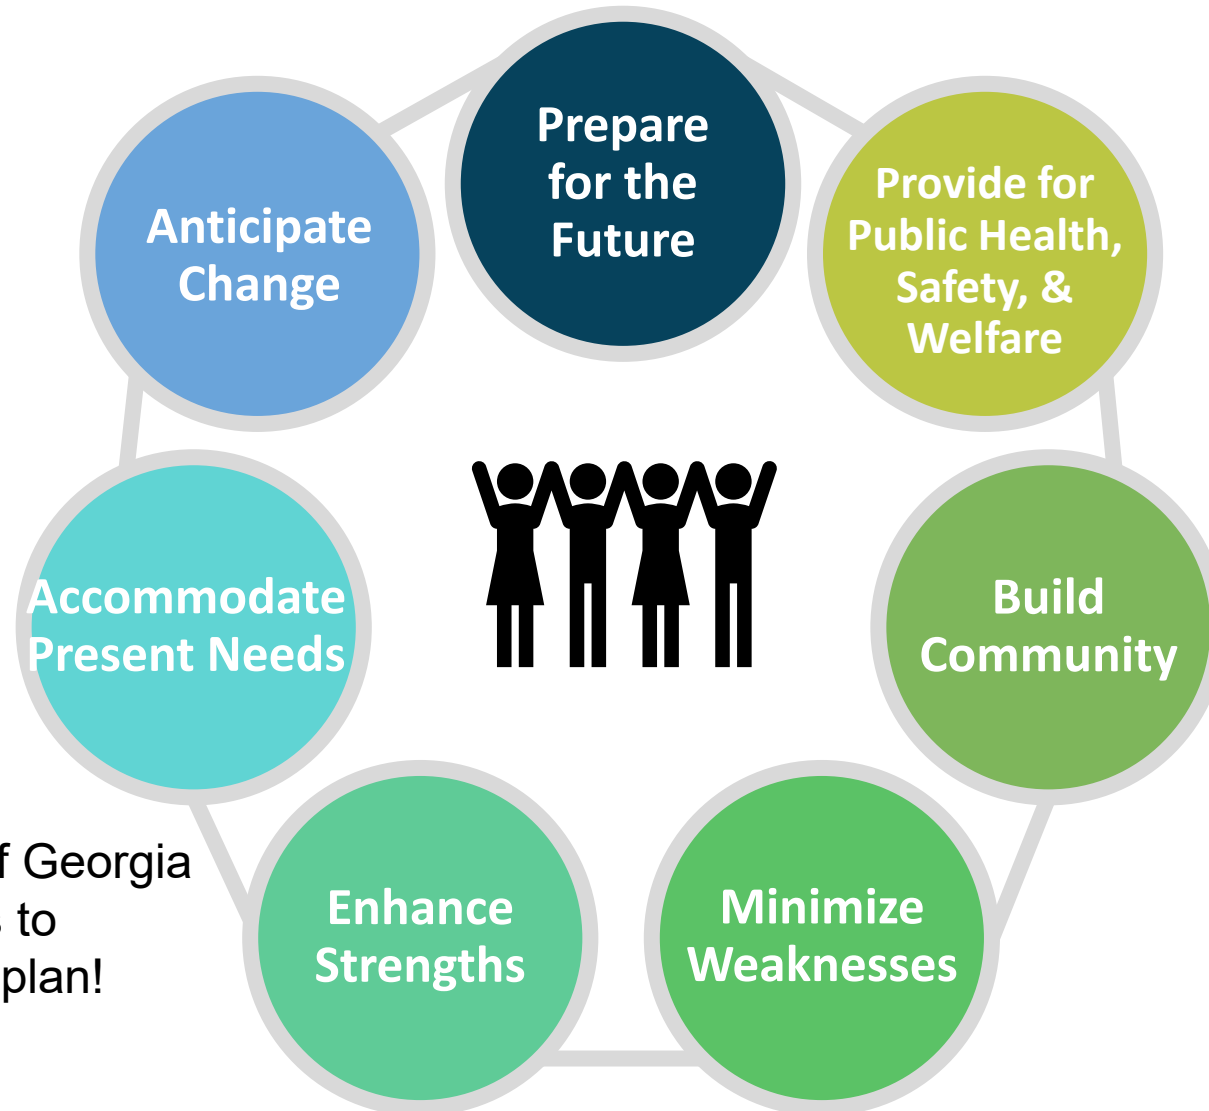 Prepare
for the
Future
Provide for
Public Health,
Safety, &
Welfare
Build
Community
Minimize
Weaknesses
Enhance
Strengths
Accommodate
Present Needs
Anticipate
Change
f Georgia
s to
plan!